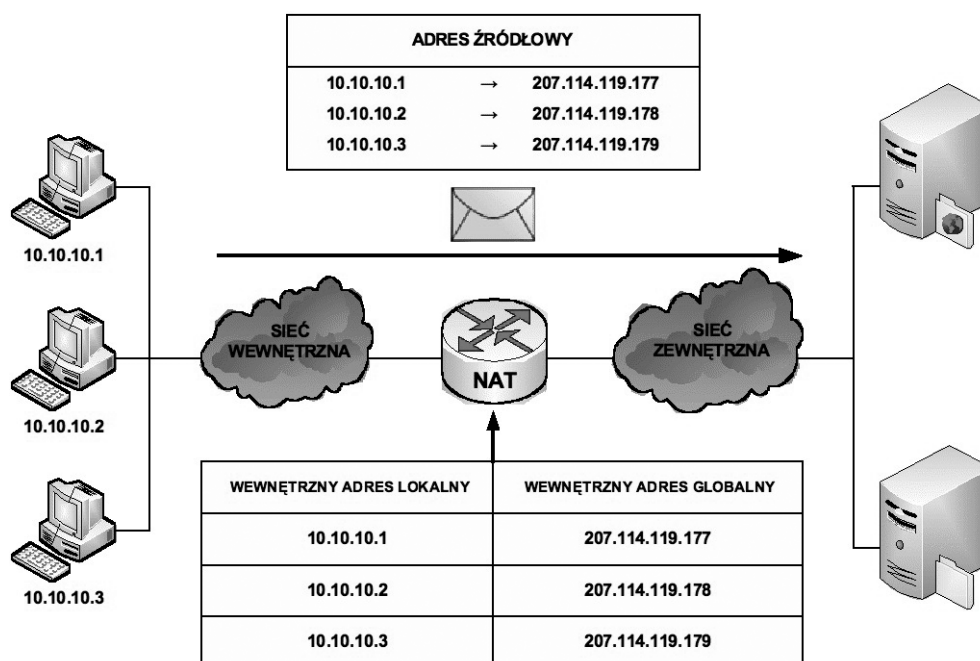 ADRES ŹRÓDŁOWY
10.10.10.1 → 207.114.119.177
10.10.10.2 → 207.114.119.178
10.10.10.3 → 207.114.119.179
10.10.10.1
10.10.10.2
10.10.10.3
SIEĆ
WEWNĘTRZNA
NAT
SIEĆ
ZEWNĘTRZNA
WEWNĘTRZNY ADRES LOKALNY WEWNĘTRZNY ADRES GLOBALNY
10.10.10.1 207.114.119.177
10.10.10.2 207.114.119.178
10.10.10.3 207.114.119.179